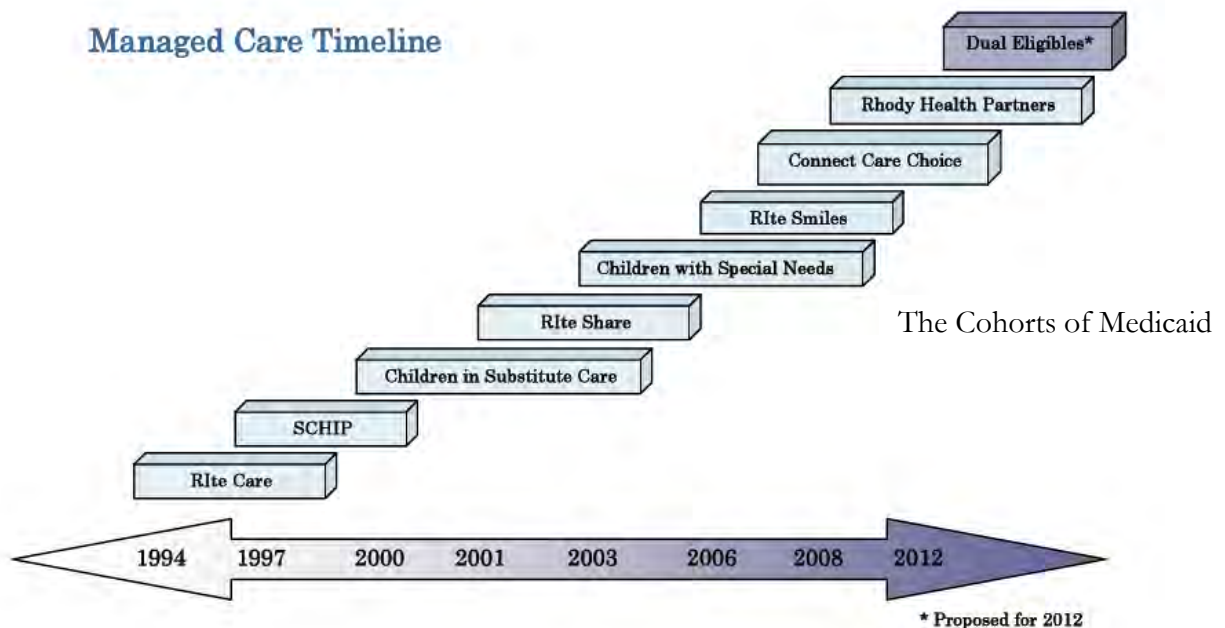 Managed Care Timeline
Dual Eligibles*
Rhody Health Partners
Connect Care Choice
RIte Smiles
Children with Special Needs
RIte Share
The Cohorts of Medicaid
Children in Substitute Care
SCHIP
RIte Care
1994 1997 2000 2001 2003 2006 2008 2012
* Proposed for 2012